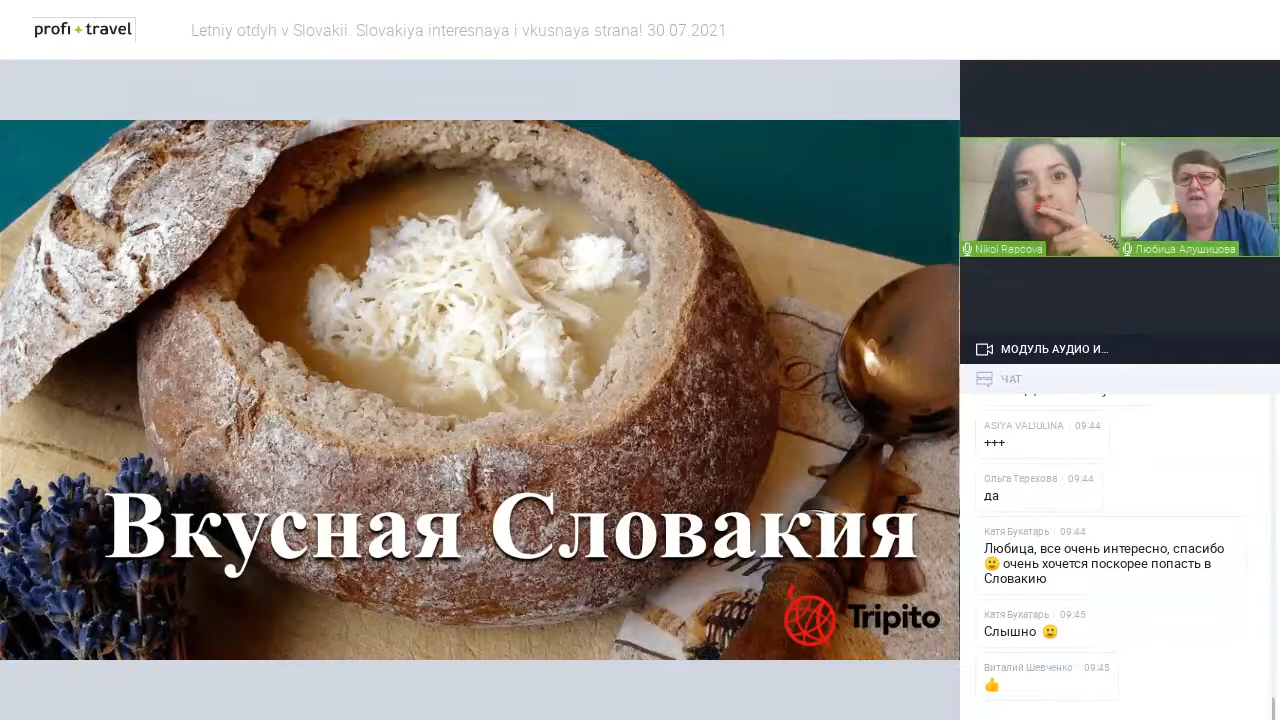 profi + travel
Letniy otdyh v Slovakii. Slovakiya interesnaya i vkusnaya strana! 30.07.2021
Вкусная Словакия
Tripito
Nikol Rapcova
Любица Алушицова
МОДУЛЬ АУДИО И...
ЧАТ
ASIYA VALIULINA · 09:44
+++
Ольга Терехова · 09:44
да
Катя Букатарь · 09:44
Любица, все очень интересно, спасибо
🙂 очень хочется поскорее попасть в
Словакию
Катя Букатарь · 09:45
Слышно 🙂
Виталий Шевченко · 09:45
👍